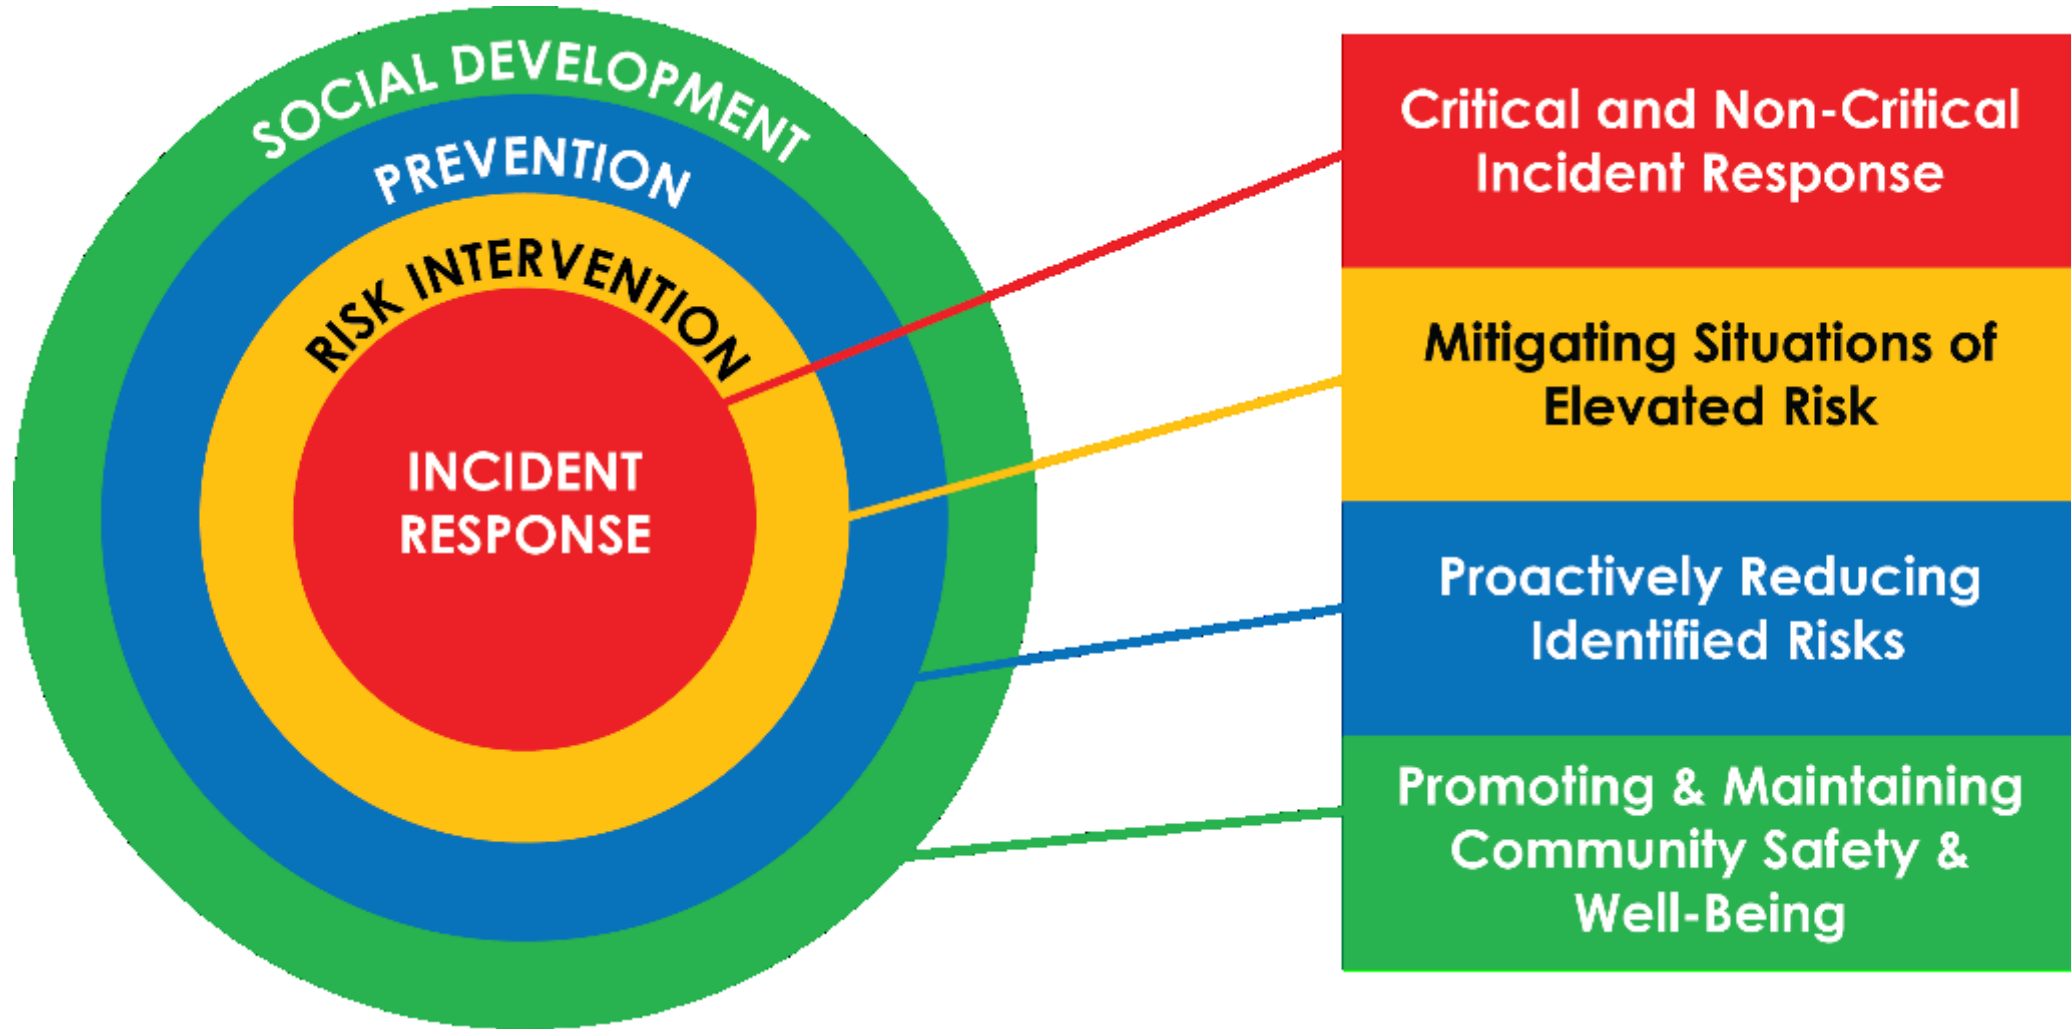 SOCIAL DEVELOPMENT
PREVENTION
RISK INTERVENTION
INCIDENT
RESPONSE
Critical and Non-Critical
Incident Response
Mitigating Situations of
Elevated Risk
Proactively Reducing
Identified Risks
Promoting & Maintaining
Community Safety &
Well-Being